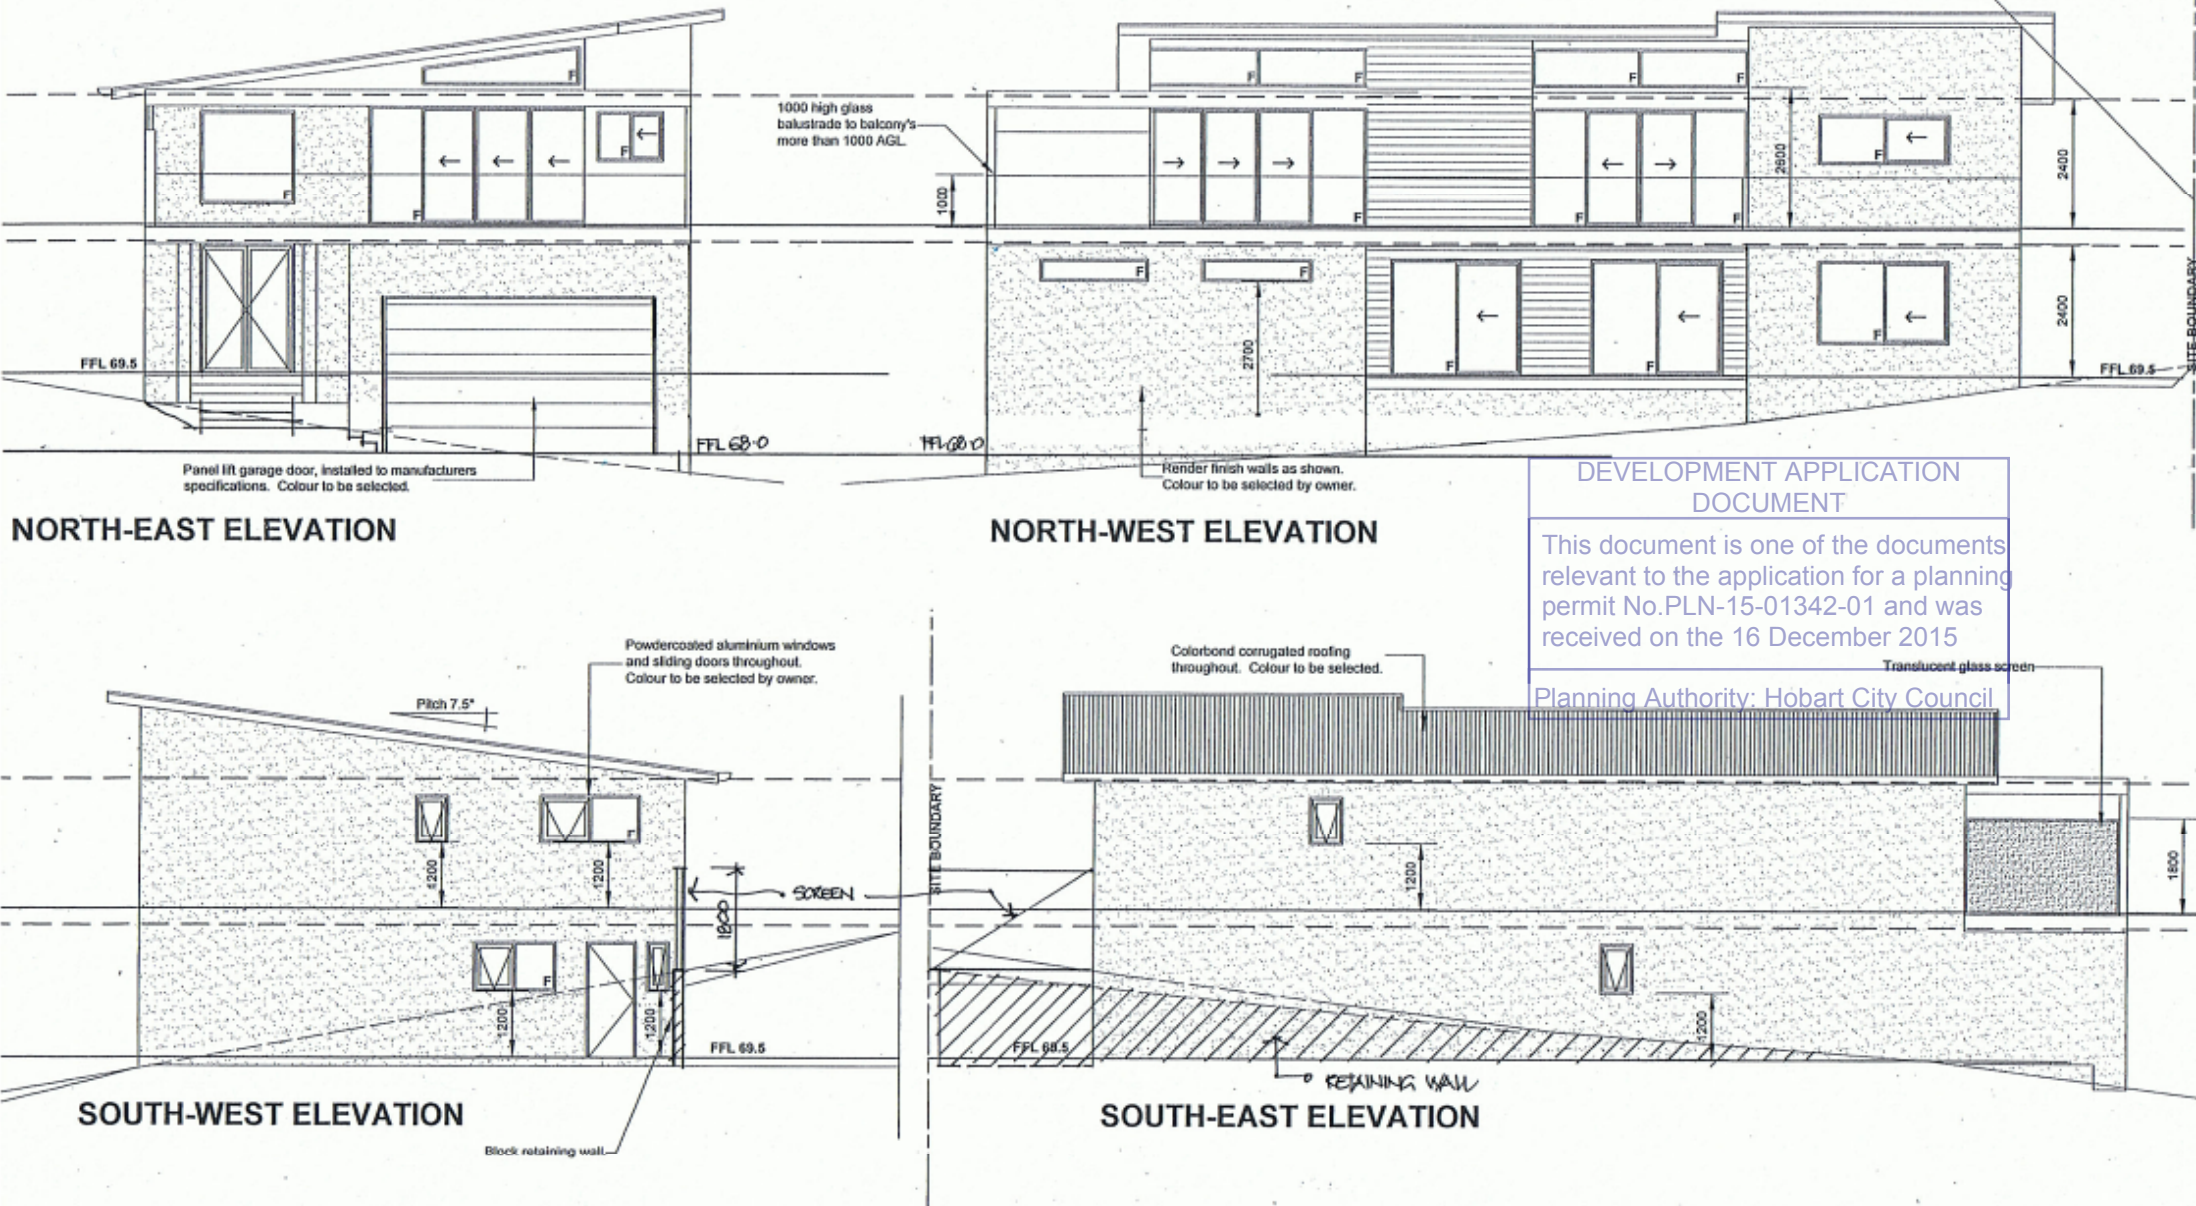 F
F
F
FFL 69.5
FFL 68.0
Panel lift garage door, installed to manufacturers
specifications. Colour to be selected.
NORTH-EAST ELEVATION
1000 high glass
balustrade to balcony's
more than 1000 AGL.
1000
F
F
F
F
F
F
F
F
2600
2400
F
F
2700
F
F
F
2400
FFL 69.5
SITE BOUNDARY
FFL 68.0
Render finish walls as shown.
Colour to be selected by owner.
NORTH-WEST ELEVATION
DEVELOPMENT APPLICATION
DOCUMENT
This document is one of the documents
relevant to the application for a planning
permit No.PLN-15-01342-01 and was
received on the 16 December 2015
Planning Authority: Hobart City Council
Powdercoated aluminium windows
and sliding doors throughout.
Colour to be selected by owner.
Pitch 7.5°
F
1200
1200
SCREEN
1800
F
1200
1200
FFL 69.5
SOUTH-WEST ELEVATION
Block retaining wall
SITE BOUNDARY
Colorbond corrugated roofing
throughout. Colour to be selected.
Translucent glass screen
1200
1800
1200
FFL 69.5
RETAINING WALL
SOUTH-EAST ELEVATION